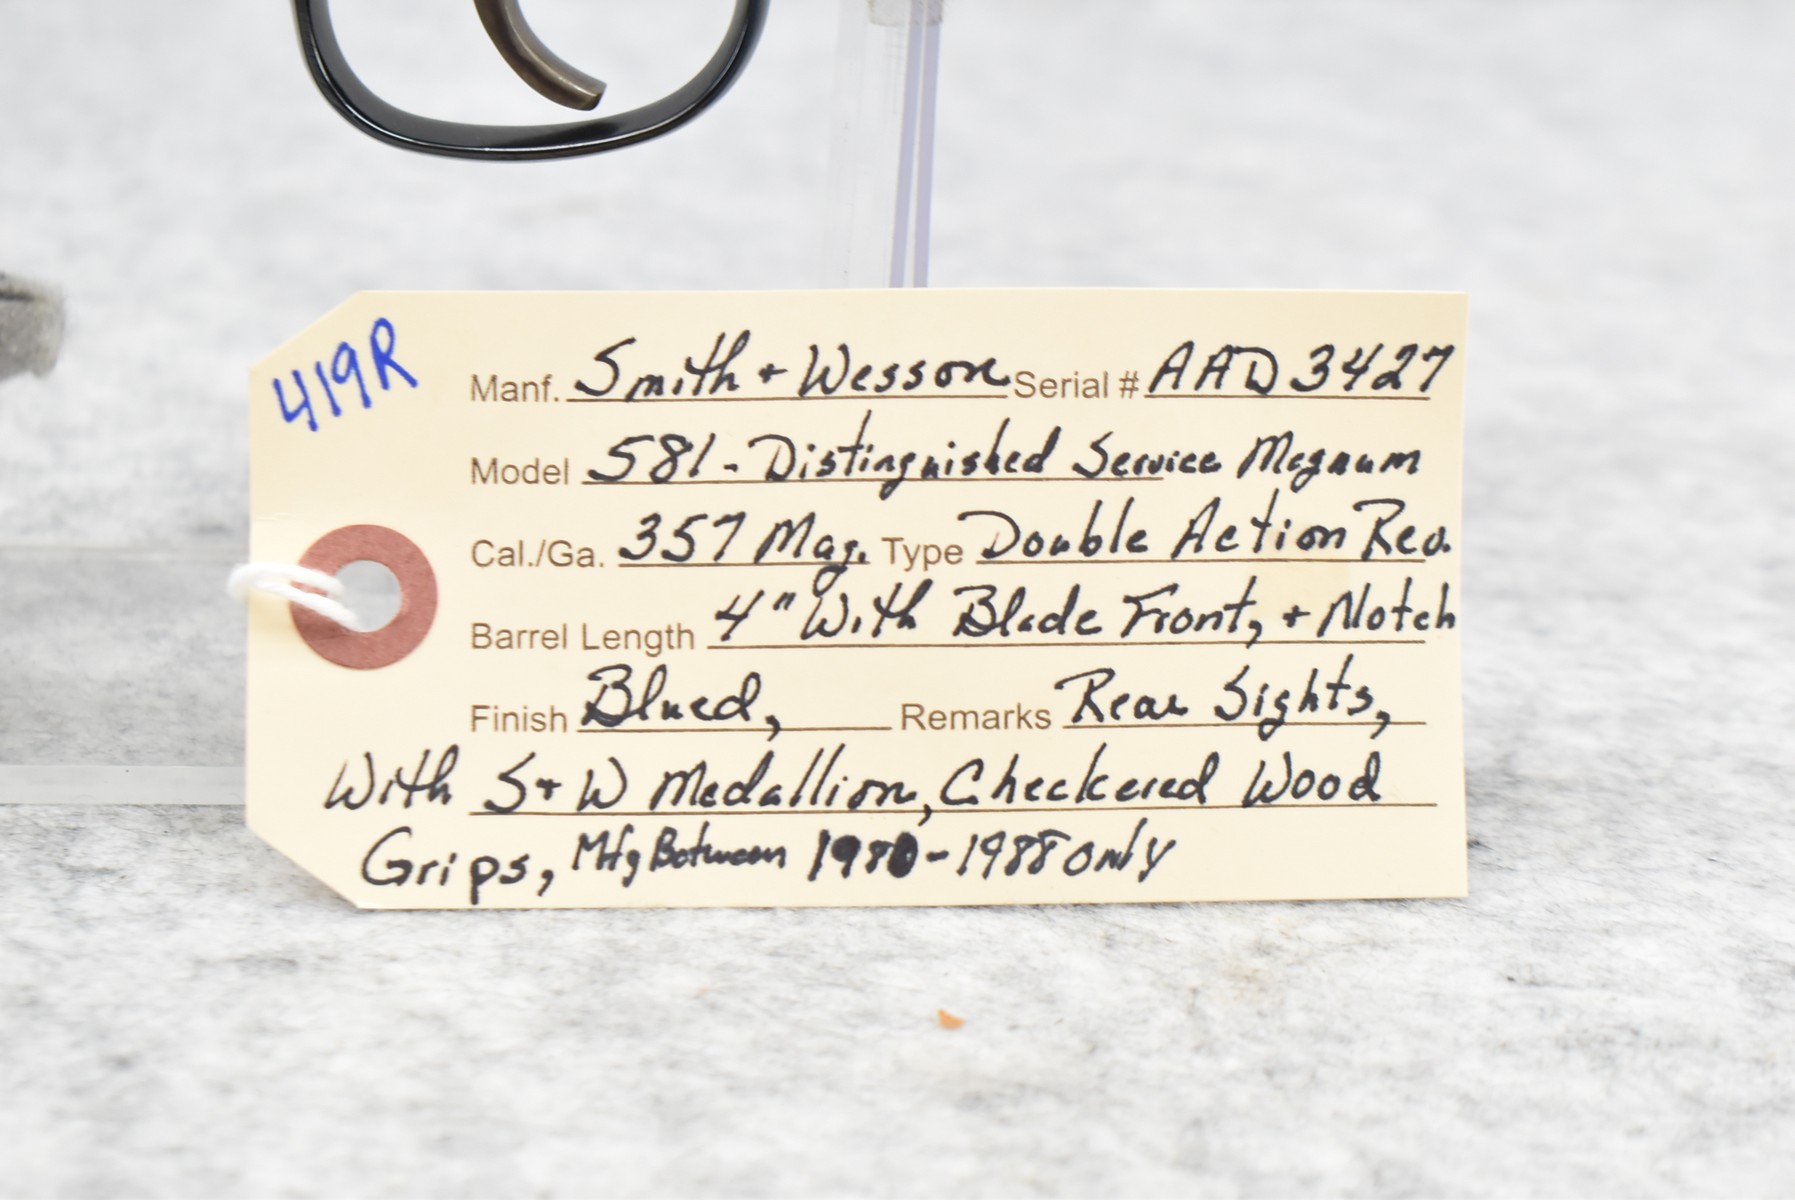 419R
Manf. Smith + Wesson Serial # AAD3427
Model 581 - Distinguished Service Magnum
Cal./Ga. 357 Mag. Type Double Action Rev.
Barrel Length 4" With Blade Front, + Notch
Finish Blued, Remarks Rear Sights,
With S+W Medallion, Checkered Wood
Grips, Mfg Between 1980-1988 only